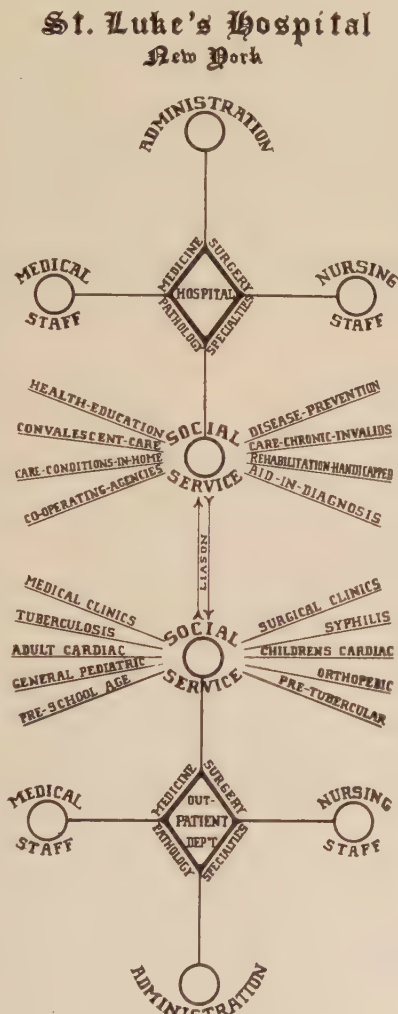 St. Luke's Hospital
New York
ADMINISTRATION
MEDICAL
STAFF
MEDICINE
SURGERY
HOSPITAL
PATHOLOGY
SPECIALTIES
NURSING
STAFF
HEALTH-EDUCATION
CONVALESCENT-CARE
CARE-CONDITIONS-IN-HOME
CO-OPERATING-AGENCIES
SOCIAL
SERVICE
DISEASE-PREVENTION
CARE-CHRONIC-INVALIDS
REHABILITATION-HANDICAPPED
AID-IN-DIAGNOSIS
LIASON
MEDICAL CLINICS
TUBERCULOSIS
ADULT CARDIAC
GENERAL PEDIATRIC
PRE-SCHOOL AGE
SOCIAL
SERVICE
SURGICAL CLINICS
SYPHILIS
CHILDRENS CARDIAC
ORTHOPEDIC
PRE-TUBERCULAR
MEDICAL
STAFF
MEDICINE
SURGERY
OUT-
PATIENT
DEPT
PATHOLOGY
SPECIALTIES
NURSING
STAFF
ADMINISTRATION